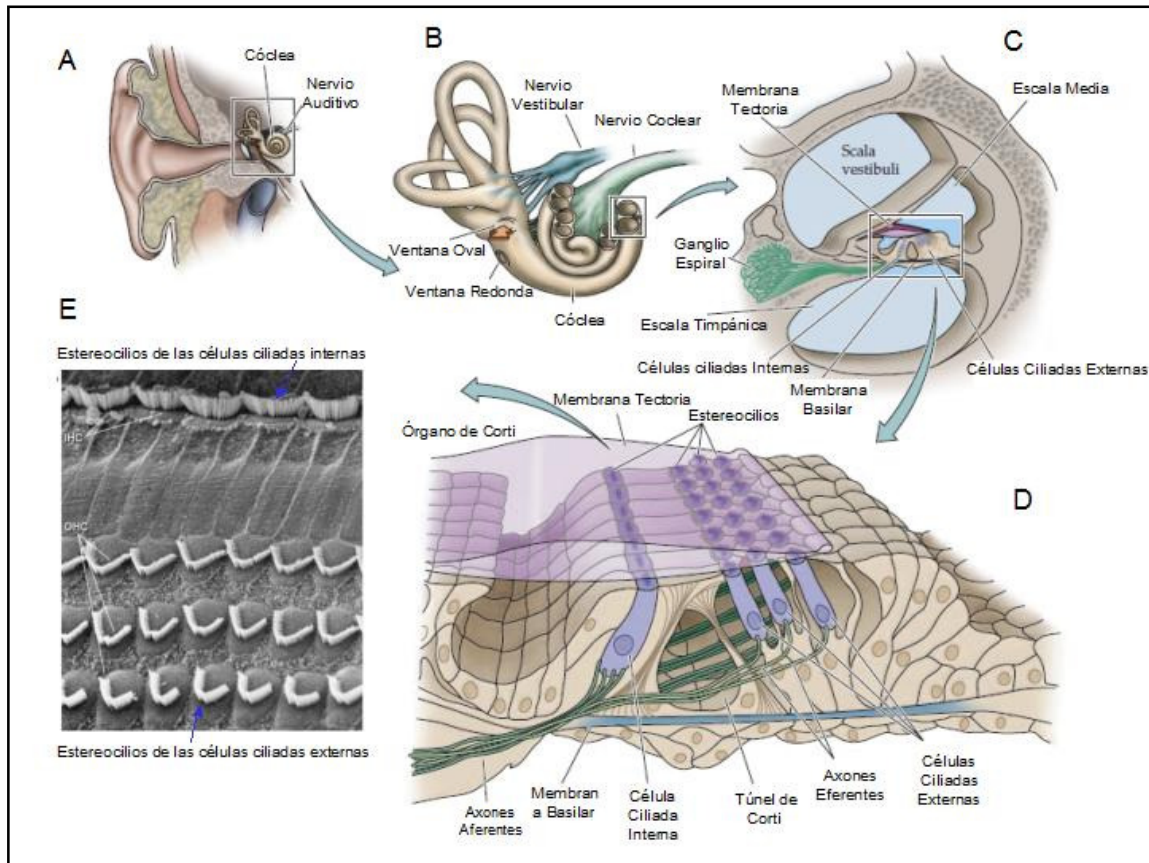 A
Cóclea
Nervio
Auditivo
B
Nervio
Vestibular
Nervio Coclear
Ventana Oval
Ventana Redonda
Cóclea
C
Membrana
Tectoria
Escala Media
Scala
vestibuli
Ganglio
Espiral
Escala Timpánica
Células ciliadas Internas
Membrana
Basilar
Células Ciliadas Externas
E
Estereocilios de las células ciliadas internas
IHC
OHC
Estereocilios de las células ciliadas externas
Membrana Tectoria
Estereocilios
Órgano de Corti
D
Axones
Aferentes
Membran
a Basilar
Célula
Ciliada
Interna
Túnel de
Corti
Axones
Eferentes
Células
Ciliadas
Externas